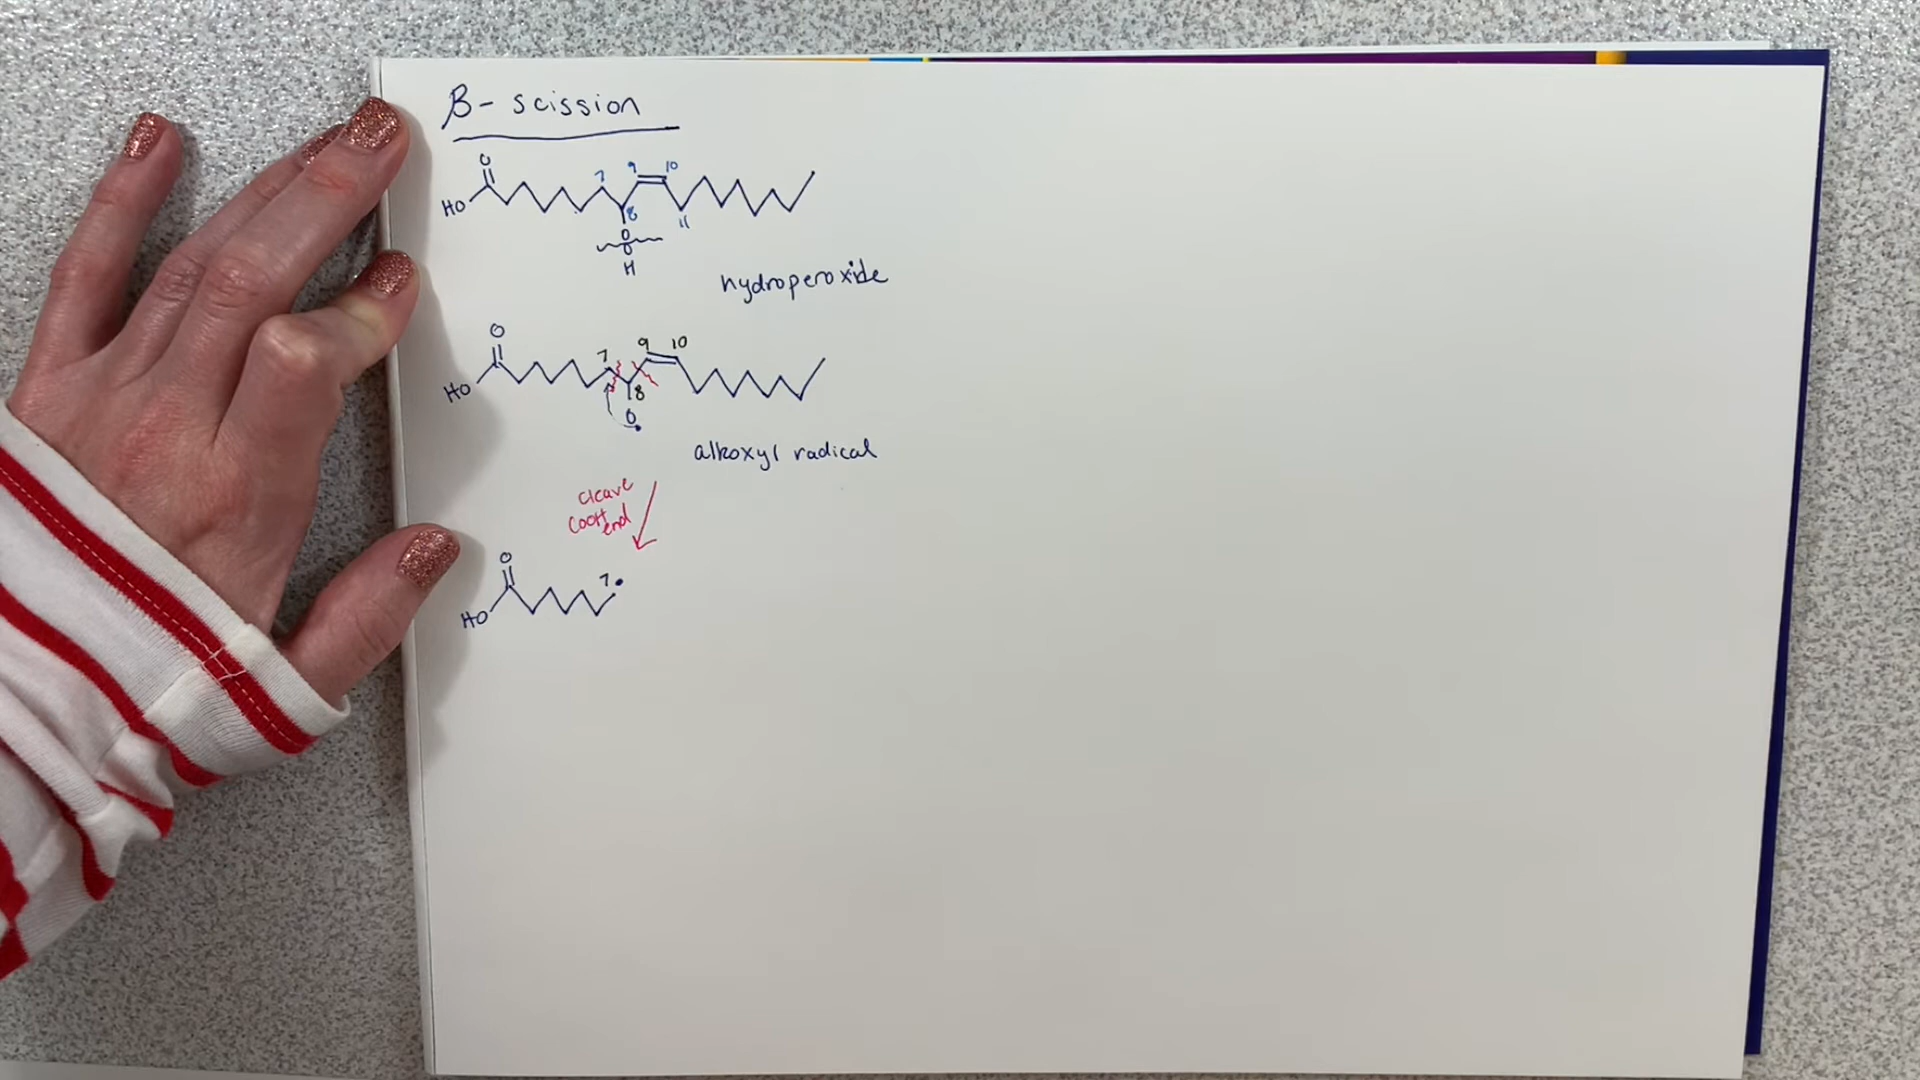 β- scission
O
7 9 10
HO 8 11
O
O
H
hydroperoxide
O
7 9 10
HO 8
O
alkoxyl radical
cleave
COOH end
O
7
HO